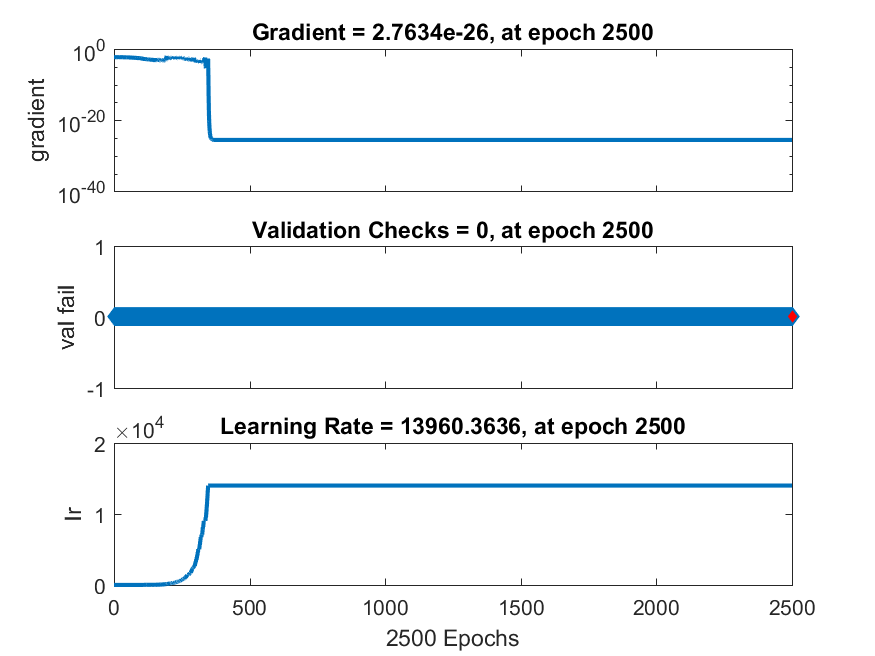 Gradient = 2.7634e-26, at epoch 2500
10^0
10^-20
10^-40
gradient
Validation Checks = 0, at epoch 2500
1
0
-1
val fail
Learning Rate = 13960.3636, at epoch 2500
×10^4
2
1
0
lr
0 500 1000 1500 2000 2500
2500 Epochs